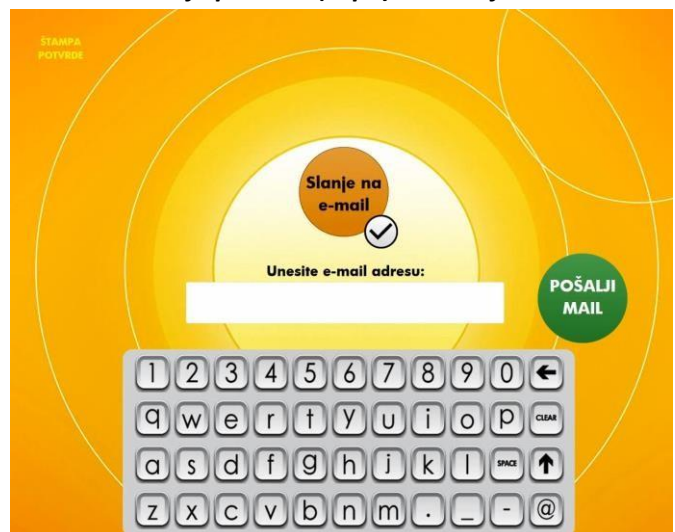 ŠTAMPA
POTVRDE
Slanje na
e-mail
Unesite e-mail adresu:
POŠALJI
MAIL
1 2 3 4 5 6 7 8 9 0
q w e r t y u i o p CLEAR
a s d f g h j k l SPACE
z x c v b n m . _ - @